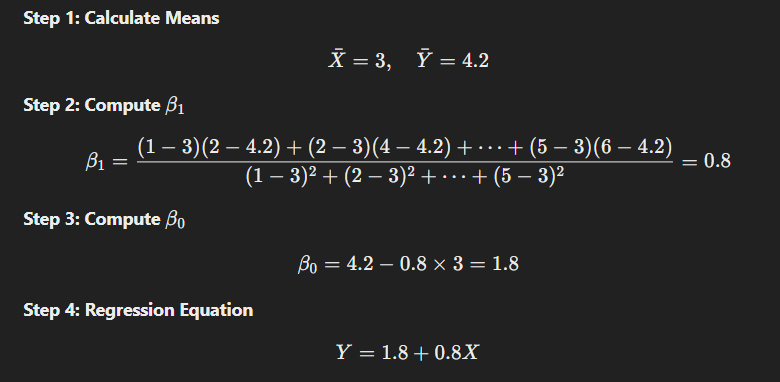 Step 1: Calculate Means
X̄ = 3, Ȳ = 4.2
Step 2: Compute β₁
β₁ = ((1 − 3)(2 − 4.2) + (2 − 3)(4 − 4.2) + ⋯ + (5 − 3)(6 − 4.2)) / ((1 − 3)² + (2 − 3)² + ⋯ + (5 − 3)²) = 0.8
Step 3: Compute β₀
β₀ = 4.2 − 0.8 × 3 = 1.8
Step 4: Regression Equation
Y = 1.8 + 0.8X